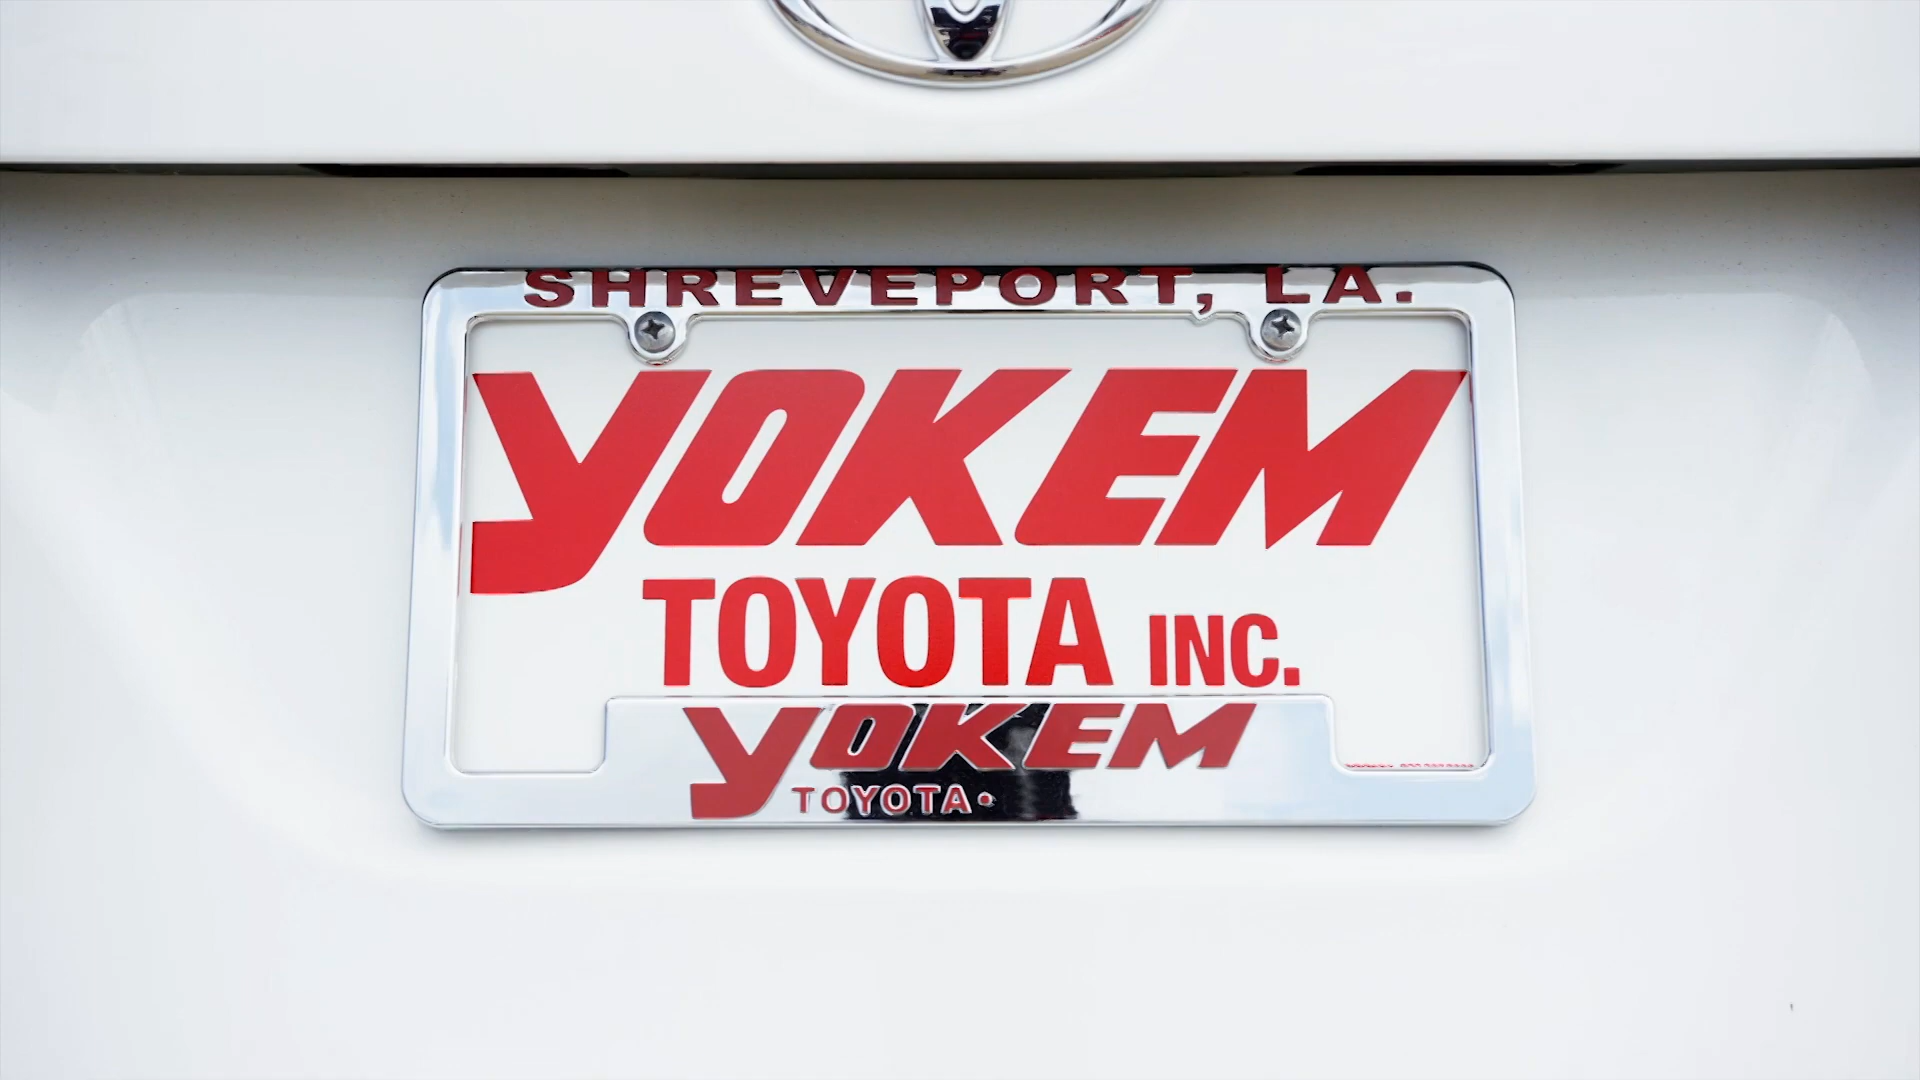 SHREVEPORT, LA.
YOKEM
TOYOTA INC.
YOKEM
TOYOTA•